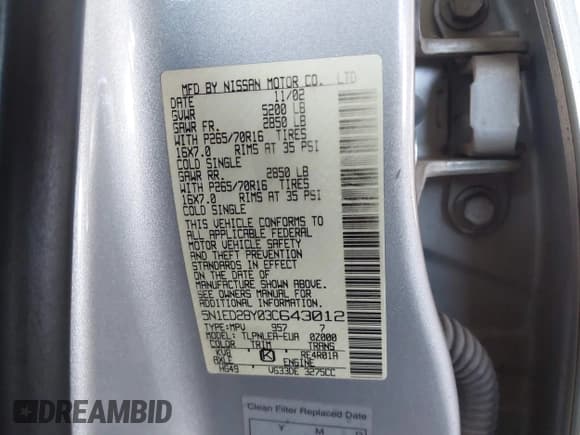 MFD BY NISSAN MOTOR CO. LTD
DATE 11/02
GVWR 5200 LB
GAWR FR. 2850 LB
WITH P265/70R16 TIRES
16X7.0 RIMS AT 35 PSI
COLD SINGLE
GAWR RR. 2850 LB
WITH P265/70R16 TIRES
16X7.0 RIMS AT 35 PSI
COLD SINGLE
THIS VEHICLE CONFORMS TO
ALL APPLICABLE FEDERAL
MOTOR VEHICLE SAFETY
AND THEFT PREVENTION
STANDARDS IN EFFECT
ON THE DATE OF
MANUFACTURE SHOWN ABOVE.
SEE OWNERS MANUAL FOR
ADDITIONAL INFORMATION
5N1ED28Y03C643012
TYPE:MPV 957 7
MODEL: TLPNLEA-EUA 0Z000
COLOR TRIM TRANS
KV8 K RE4R01A
AXLE ENGINE
HG49 VG33DE 3275CC
Clean Filter Replaced Date
Y M D
DREAMBID